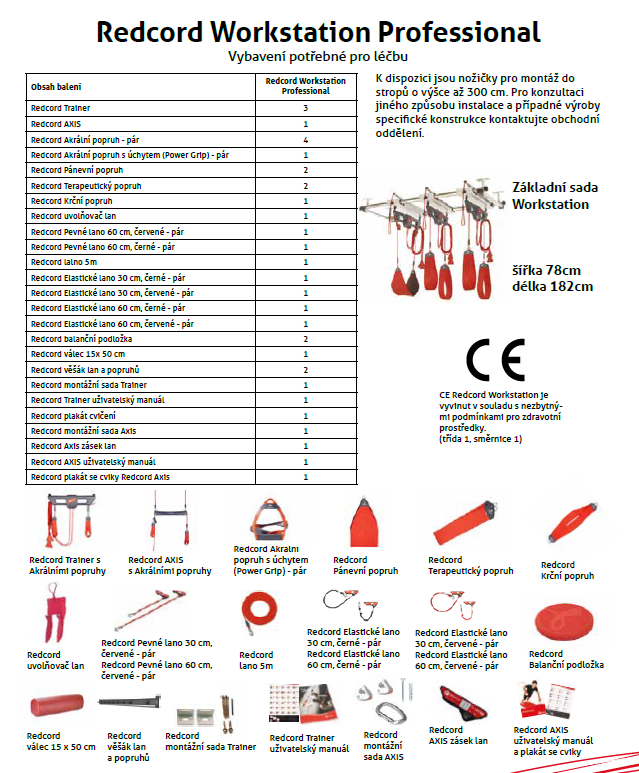 Redcord Workstation Professional
Vybavení potřebné pro léčbu
Obsah balení Redcord Workstation
Professional
Redcord Trainer 3
Redcord AXIS 1
Redcord Akrální popruh - pár 4
Redcord Akrální popruh s úchytem (Power Grip) - pár 1
Redcord Pánevní popruh 2
Redcord Terapeutický popruh 2
Redcord Krční popruh 1
Redcord uvolňovač lan 1
Redcord Pevné lano 60 cm, červené - pár 1
Redcord Pevné lano 60 cm, černé - pár 1
Redcord lalno 5m 1
Redcord Elastické lano 30 cm, černé - pár 1
Redcord Elastické lano 30 cm, červené - pár 1
Redcord Elastické lano 60 cm, černé - pár 1
Redcord Elastické lano 60 cm, červené - pár 1
Redcord balanční podložka 2
Redcord válec 15x 50 cm 1
Redcord věšák lan a popruhů 2
Redcord montážní sada Trainer 1
Redcord Trainer uživatelský manuál 1
Redcord plakát cvičení 1
Redcord montážní sada Axis 1
Redcord Axis zásek lan 1
Redcord AXIS uživatelský manuál 1
Redcord plakát se cviky Redcord Axis 1
K dispozici jsou nožičky pro montáž do
stropů o výšce až 300 cm. Pro konzultaci
jiného způsobu instalace a případné výroby
specifické konstrukce kontaktujte obchodní
oddělení.
Základní sada
Workstation
šířka 78cm
délka 182cm
CE
CE Redcord Workstation je
vyvinut v souladu s nezbytný-
mi podmínkami pro zdravotní
prostředky.
(třída 1, směrnice 1)
Redcord Trainer s
Akrálními popruhy
Redcord AXIS
s Akrálními popruhy
Redcord Akrální
popruh s úchytem
(Power Grip) - pár
Redcord
Pánevní popruh
Redcord
Terapeutický popruh
Redcord
Krční popruh
Redcord
uvolňovač lan
Redcord Pevné lano 30 cm,
červené - pár
Redcord Pevné lano 60 cm,
červené - pár
Redcord
lano 5m
Redcord Elastické lano
30 cm, černé - pár
Redcord Elastické lano
60 cm, černé - pár
Redcord Elastické lano
30 cm, červené - pár
Redcord Elastické lano
60 cm, červené - pár
Redcord
Balanční podložka
Redcord
válec 15 x 50 cm
Redcord
věšák lan
a popruhů
Redcord
montážní sada Trainer
Redcord Trainer
uživatelský manuál
Redcord
montážní
sada AXIS
Redcord
AXIS zásek lan
Redcord AXIS
uživatelský manuál
a plakát se cviky